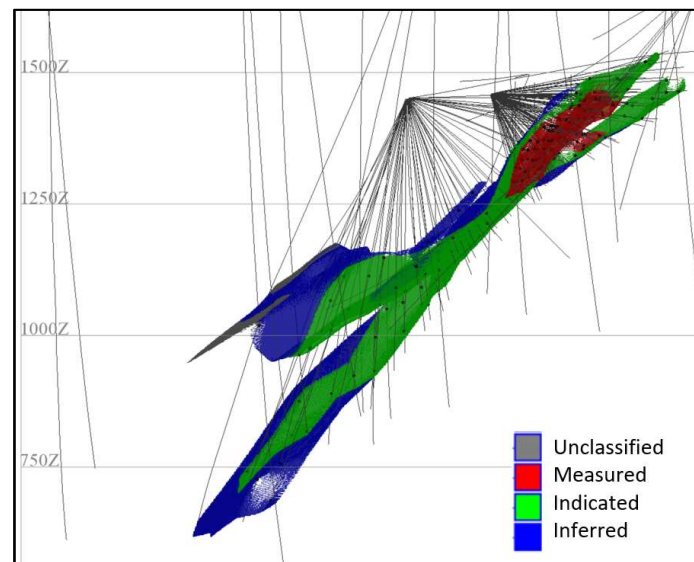 1500Z
1250Z
1000Z
750Z
Unclassified
Measured
Indicated
Inferred